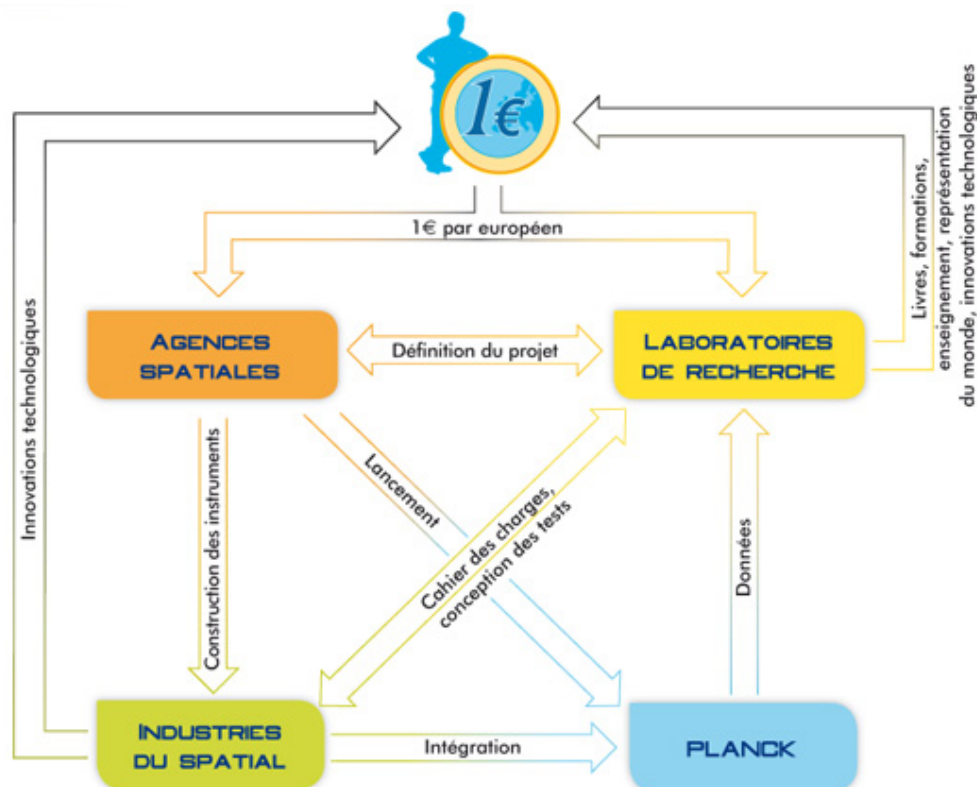 1€
1€ par européen
AGENCES
SPATIALES
Définition du projet
LABORATOIRES
DE RECHERCHE
Livres, formations,
enseignement, représentation
du monde, innovations technologiques
Innovations technologiques
Construction des instruments
Lancement
Cahier des charges,
conception des tests
Données
INDUSTRIES
DU SPATIAL
Intégration
PLANCK